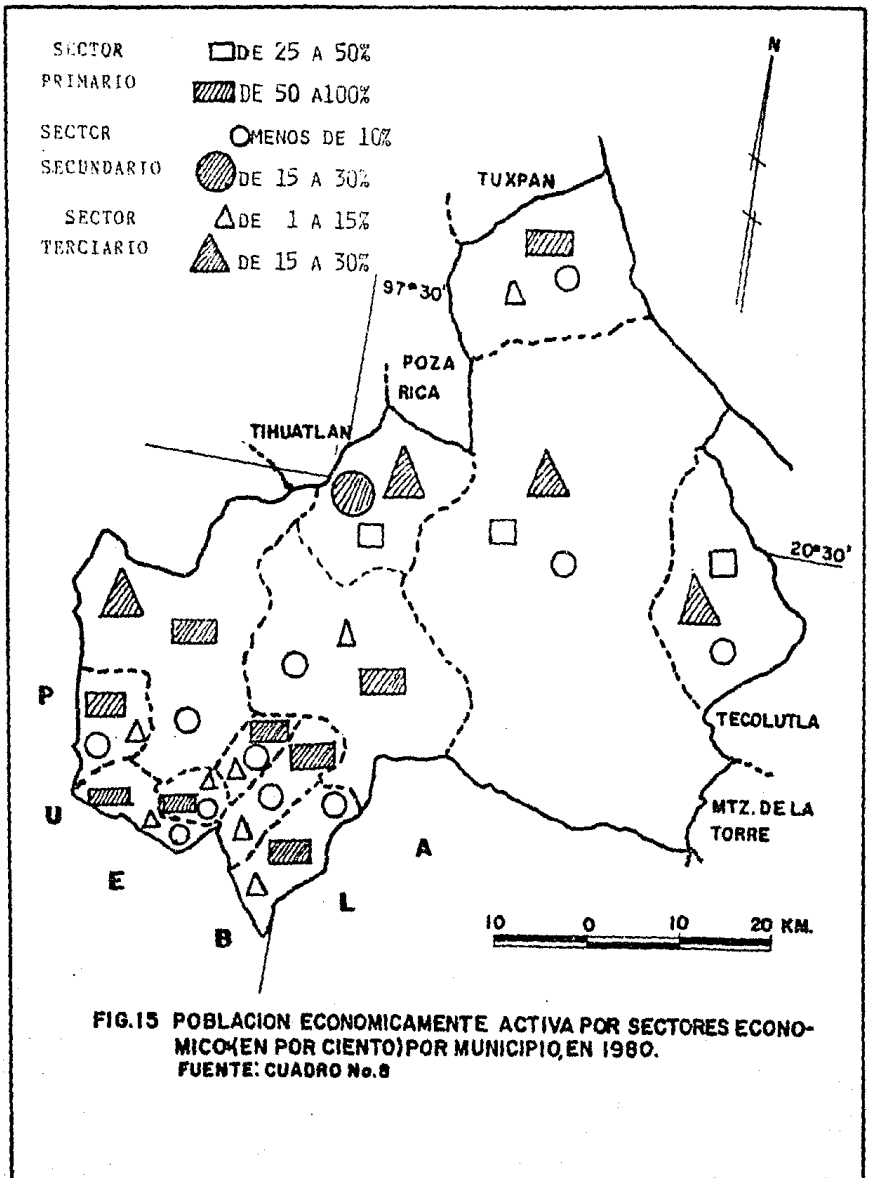 SECTOR □ DE 25 A 50%
PRIMARIO DE 50 A100%
SECTOR MENOS DE 10%
SECUNDARIO DE 15 A 30%
SECTOR DE 1 A 15%
TERCIARIO DE 15 A 30%
N
TUXPAN
97°30'
POZA
RICA
TIHUATLAN
20°30'
P
TECOLUTLA
U
MTZ. DE LA
TORRE
A
E
L
B
10 0 10 20 KM.
FIG.15 POBLACION ECONOMICAMENTE ACTIVA POR SECTORES ECONO-
MICO(EN POR CIENTO)POR MUNICIPIO,EN 1980.
FUENTE: CUADRO No.8